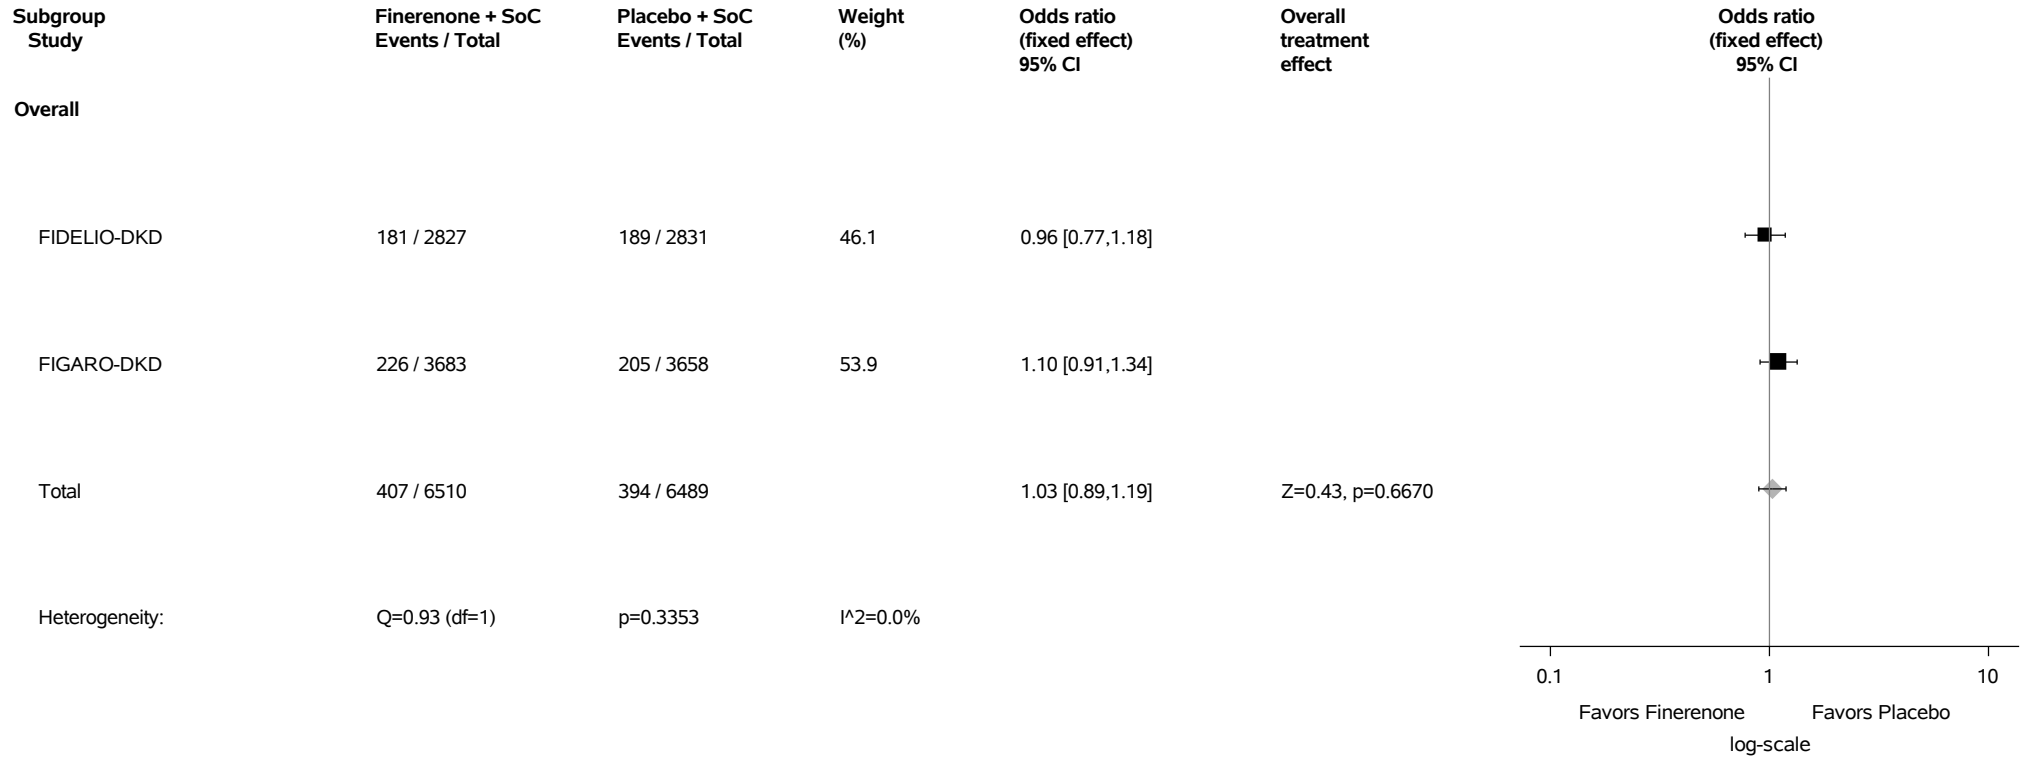 Subgroup Finerenone + SoC Placebo + SoC Weight Odds ratio Overall Odds ratio
Study Events / Total Events / Total (%) (fixed effect) treatment (fixed effect)
95% CI effect 95% CI
Overall
FIDELIO-DKD 181 / 2827 189 / 2831 46.1 0.96 [0.77,1.18]
FIGARO-DKD 226 / 3683 205 / 3658 53.9 1.10 [0.91,1.34]
Total 407 / 6510 394 / 6489 1.03 [0.89,1.19] Z=0.43, p=0.6670
Heterogeneity: Q=0.93 (df=1) p=0.3353 I^2=0.0%
0.1 1 10
Favors Finerenone Favors Placebo
log-scale